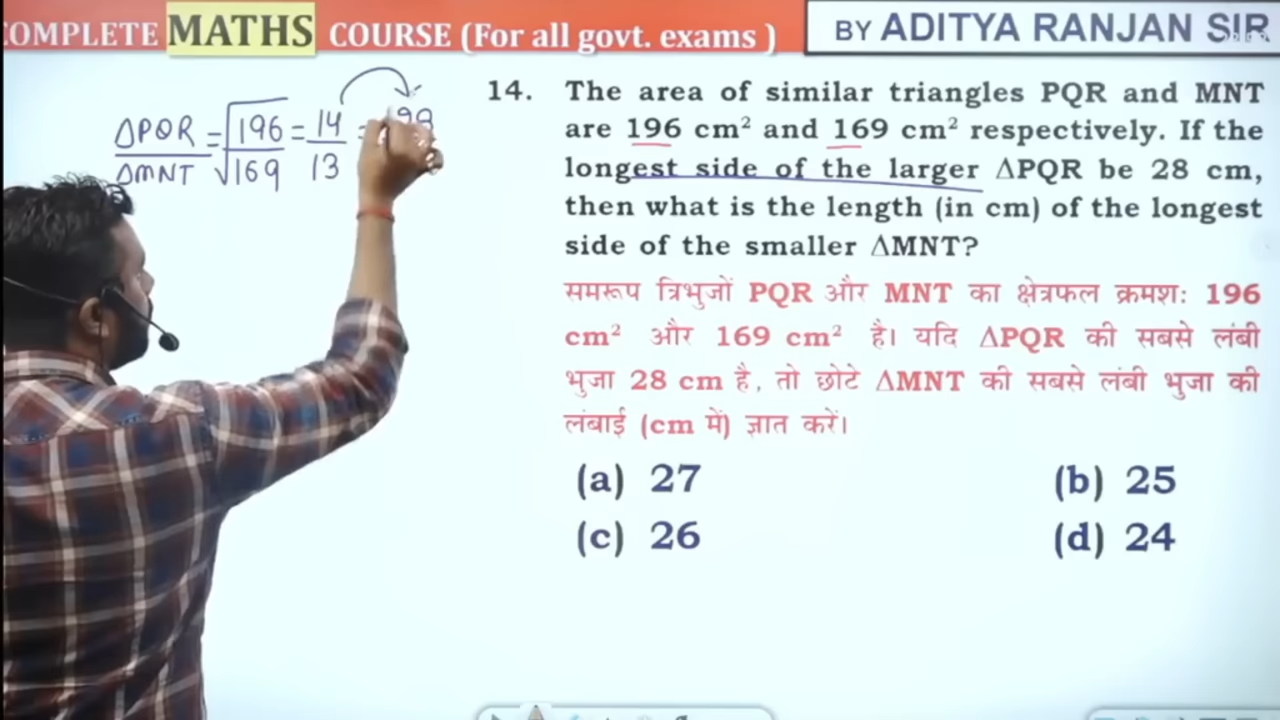 COMPLETE MATHS COURSE (For all govt. exams )
BY ADITYA RANJAN SIR
ΔPQR = √196 = 14 =
ΔMNT √169 13
14. The area of similar triangles PQR and MNT
are 196 cm² and 169 cm² respectively. If the
longest side of the larger ΔPQR be 28 cm,
then what is the length (in cm) of the longest
side of the smaller ΔMNT?
समरूप त्रिभुजों PQR और MNT का क्षेत्रफल क्रमशः 196
cm² और 169 cm² है। यदि ΔPQR की सबसे लंबी
भुजा 28 cm है, तो छोटे ΔMNT की सबसे लंबी भुजा की
लंबाई (cm में) ज्ञात करें।
(a) 27 (b) 25
(c) 26 (d) 24